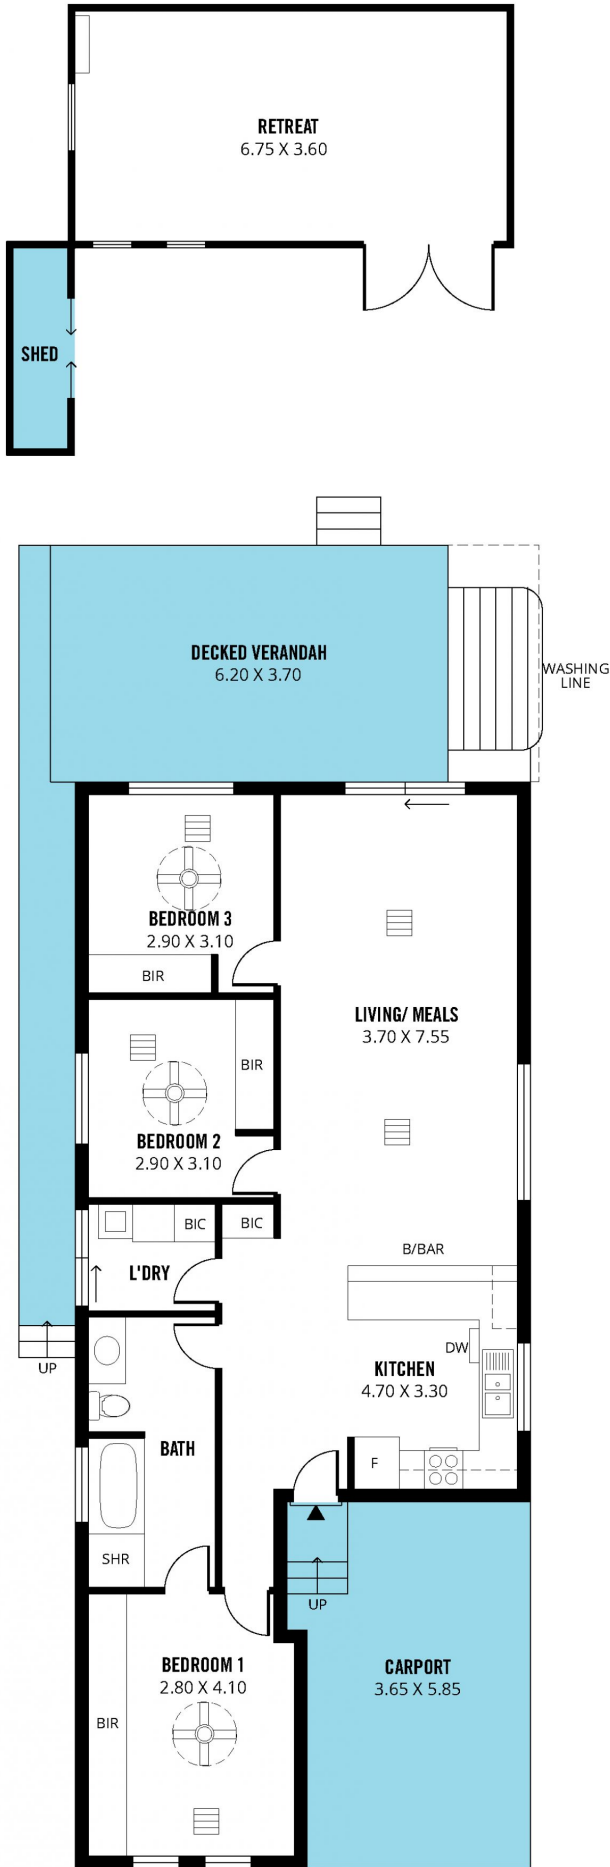 RETREAT
6.75 X 3.60
SHED
DECKED VERANDAH
6.20 X 3.70
WASHING
LINE
BEDROOM 3
2.90 X 3.10
BIR
LIVING/ MEALS
3.70 X 7.55
BIR
BEDROOM 2
2.90 X 3.10
BIC
BIC
L'DRY
B/BAR
UP
DW
KITCHEN
4.70 X 3.30
BATH
F
SHR
UP
BEDROOM 1
2.80 X 4.10
CARPORT
3.65 X 5.85
BIR